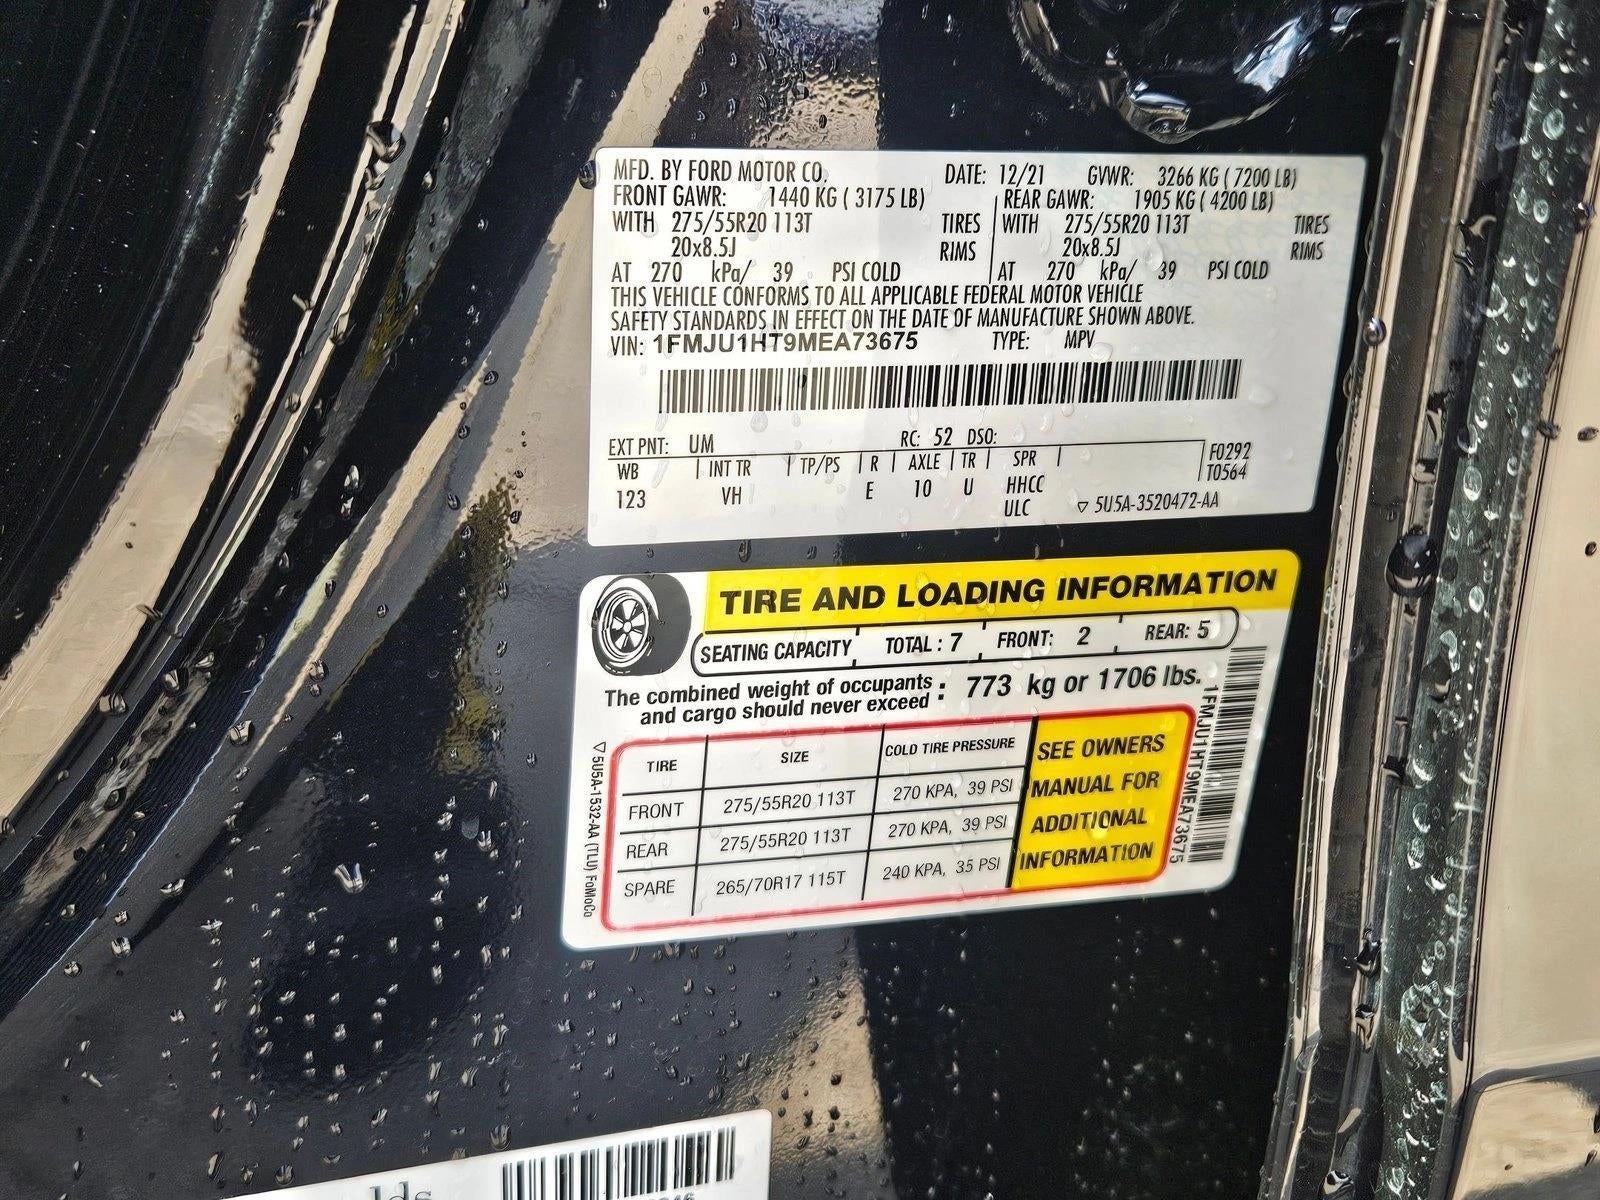 MFD. BY FORD MOTOR CO. DATE: 12/21 GVWR: 3266 KG ( 7200 LB)
FRONT GAWR: 1440 KG ( 3175 LB) REAR GAWR: 1905 KG ( 4200 LB)
WITH 275/55R20 113T TIRES WITH 275/55R20 113T TIRES
20x8.5J RIMS 20x8.5J RIMS
AT 270 kPa/ 39 PSI COLD AT 270 kPa/ 39 PSI COLD
THIS VEHICLE CONFORMS TO ALL APPLICABLE FEDERAL MOTOR VEHICLE
SAFETY STANDARDS IN EFFECT ON THE DATE OF MANUFACTURE SHOWN ABOVE.
VIN: 1FMJU1HT9MEA73675 TYPE: MPV
EXT PNT: UM RC: 52 DSO:
WB INT TR TP/PS R AXLE TR SPR F0292
123 VH E 10 U HHCC T0564
ULC ▽ 5U5A-3520472-AA
TIRE AND LOADING INFORMATION
SEATING CAPACITY TOTAL : 7 FRONT: 2 REAR: 5
The combined weight of occupants
and cargo should never exceed : 773 kg or 1706 lbs.
TIRE SIZE COLD TIRE PRESSURE
FRONT 275/55R20 113T 270 KPA, 39 PSI
REAR 275/55R20 113T 270 KPA, 39 PSI
SPARE 265/70R17 115T 240 KPA, 35 PSI
SEE OWNERS
MANUAL FOR
ADDITIONAL
INFORMATION
1FMJU1HT9MEA73675
▽ 5U5A-1532-AA (TLU) FoMoCo